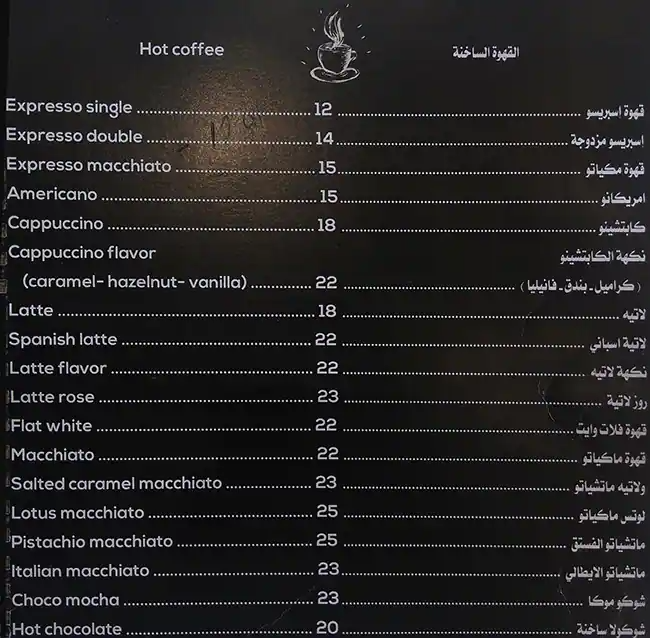 Hot coffee القهوة الساخنة
Expresso single 12 قهوة اسبريسو
Expresso double 14 اسبريسو مزدوجة
Expresso macchiato 15 قهوة مكياتو
Americano 15 امريكانو
Cappuccino 18 كابتشينو
Cappuccino flavor نكهة الكابتشينو
(caramel- hazelnut- vanilla) 22 (كراميل - بندق - فانيليا)
Latte 18 لاتيه
Spanish latte 22 لاتية اسباني
Latte flavor 22 نكهة لاتيه
Latte rose 23 روز لاتية
Flat white 22 قهوة فلات وايت
Macchiato 22 قهوة ماكياتو
Salted caramel macchiato 23 ولاتيه ماتشياتو
Lotus macchiato 25 لوتس ماكياتو
Pistachio macchiato 25 ماتشياتو الفستق
Italian macchiato 23 ماتشياتو الايطالي
Choco mocha 23 شوكو موكا
Hot chocolate 20 شوكولا ساخنة